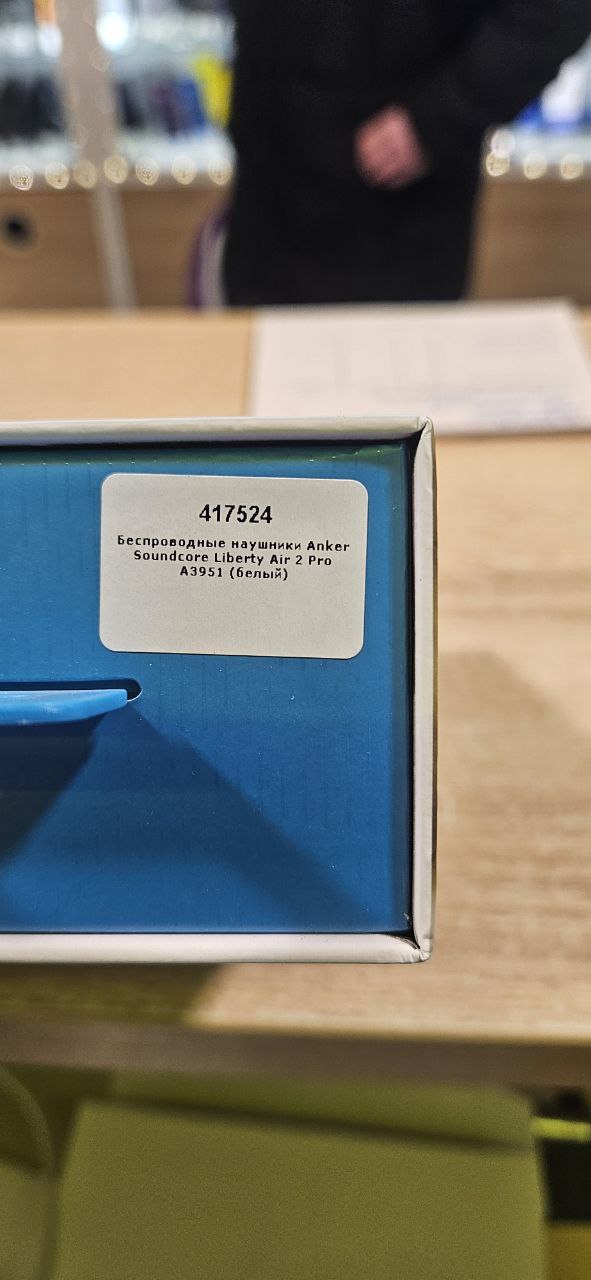 417524
Беспроводные наушники Anker
Soundcore Liberty Air 2 Pro
A3951 (белый)